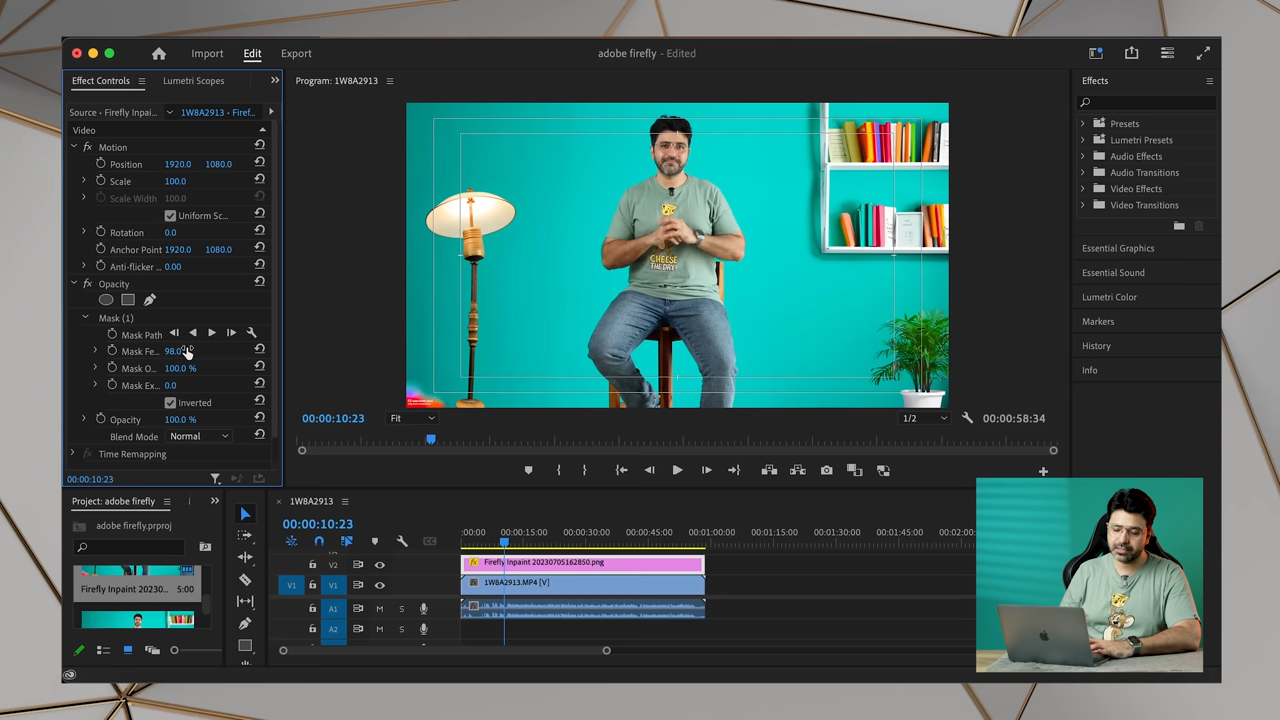 Import Edit Export
adobe firefly - Edited
Effect Controls
Lumetri Scopes
Program: 1W8A2913
Effects
Source • Firefly Inpai...
1W8A2913 • Firef...
Video
Motion
Position 1920.0 1080.0
Scale 100.0
Scale Width 100.0
Uniform Sc...
Rotation 0.0
Anchor Point 1920.0 1080.0
Anti-flicker ... 0.00
Opacity
Mask (1)
Mask Path
Mask Fe... 98.0
Mask O... 100.0 %
Mask Ex... 0.0
Inverted
Opacity 100.0 %
Blend Mode Normal
Time Remapping
00:00:10:23
CHEESE
THE DAY!
00:00:10:23
Fit
1/2
00:00:58:34
Presets
Lumetri Presets
Audio Effects
Audio Transitions
Video Effects
Video Transitions
Essential Graphics
Essential Sound
Lumetri Color
Markers
History
Info
Project: adobe firefly
adobe firefly.prproj
Firefly Inpaint 20230... 5:00
1W8A2913
00:00:10:23
:00:00 00:00:15:00 00:00:30:00 00:00:45:00 00:01:00:00 00:01:15:00 00:01:30:00 00:01:45:00 00:02:00
V2
Firefly Inpaint 20230705162850.png
V1 V1
1W8A2913.MP4 [V]
A1 M S
A2 M S